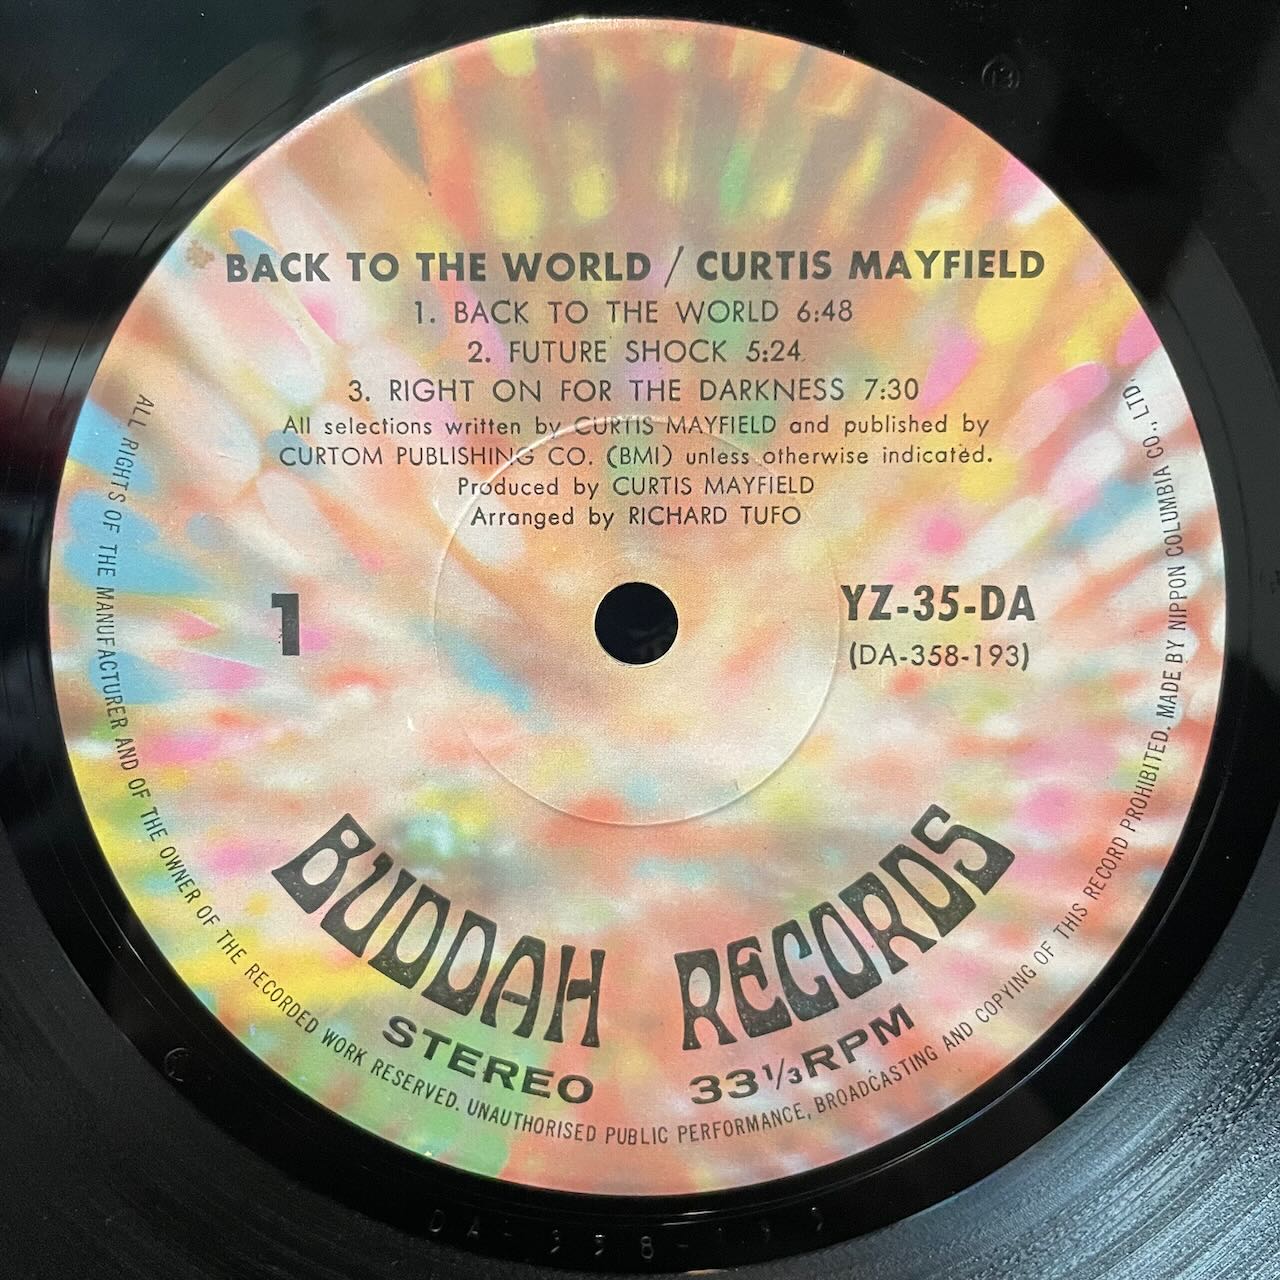 BACK TO THE WORLD / CURTIS MAYFIELD
1. BACK TO THE WORLD 6:48
2. FUTURE SHOCK 5:24
3. RIGHT ON FOR THE DARKNESS 7:30
All selections written by CURTIS MAYFIELD and published by
CURTOM PUBLISHING CO. (BMI) unless otherwise indicated.
Produced by CURTIS MAYFIELD
Arranged by RICHARD TUFO
1
YZ-35-DA
(DA-358-193)
BUDDAH RECORDS
STEREO
33 1/3 RPM
ALL RIGHTS OF THE MANUFACTURER AND OF THE OWNER OF THE RECORDED WORK RESERVED. UNAUTHORISED PUBLIC PERFORMANCE, BROADCASTING AND COPYING OF THIS RECORD PROHIBITED. MADE BY NIPPON COLUMBIA CO., LTD.